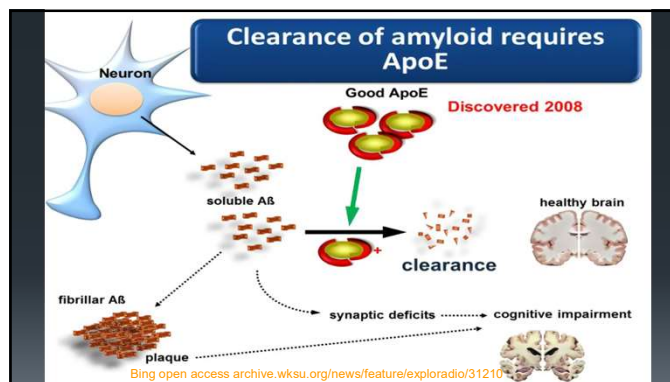 Clearance of amyloid requires
ApoE
Neuron
Good ApoE
Discovered 2008
soluble Aß
healthy brain
+
clearance
fibrillar Aß
synaptic deficits
cognitive impairment
plaque
Bing open access archive.wksu.org/news/feature/exploradio/31210